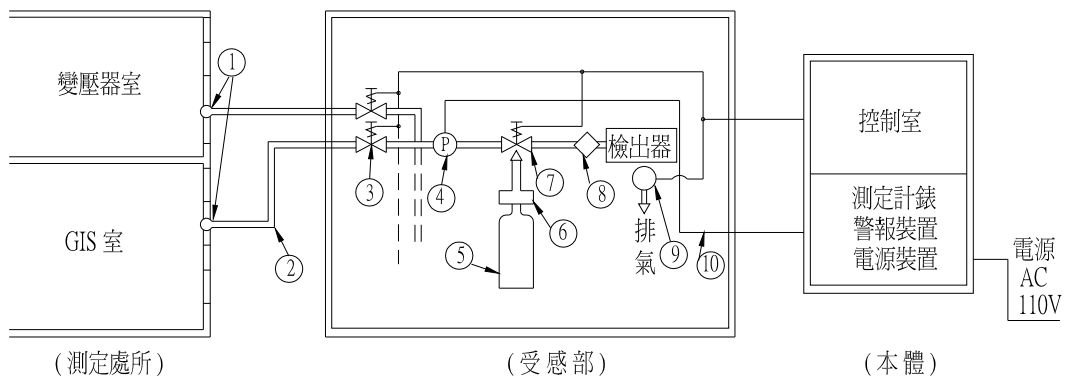 變壓器室
GIS 室
(測定處所)
1
2
3
P
4
5
6
7
8
9
10
檢出器
排
氣
(受感部)
控制室
測定計錶
警報裝置
電源裝置
(本體)
電源
AC
110V